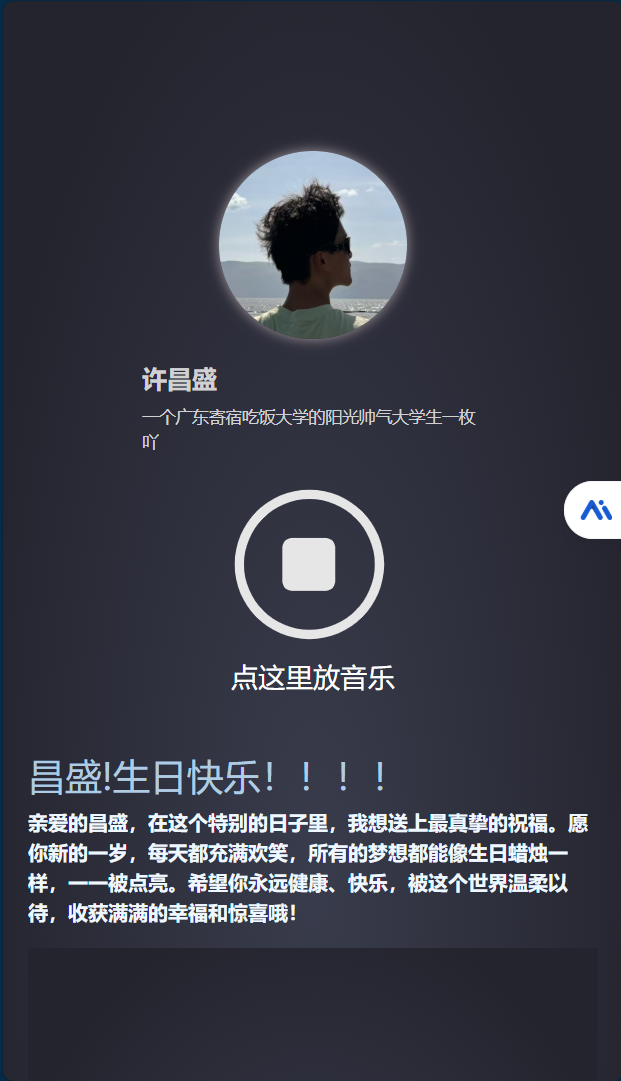 许昌盛
一个广东寄宿吃饭大学的阳光帅气大学生一枚
吖
点这里放音乐
昌盛!生日快乐！！！！
亲爱的昌盛，在这个特别的日子里，我想送上最真挚的祝福。愿
你新的一岁，每天都充满欢笑，所有的梦想都能像生日蜡烛一
样，一一被点亮。希望你永远健康、快乐，被这个世界温柔以
待，收获满满的幸福和惊喜哦！